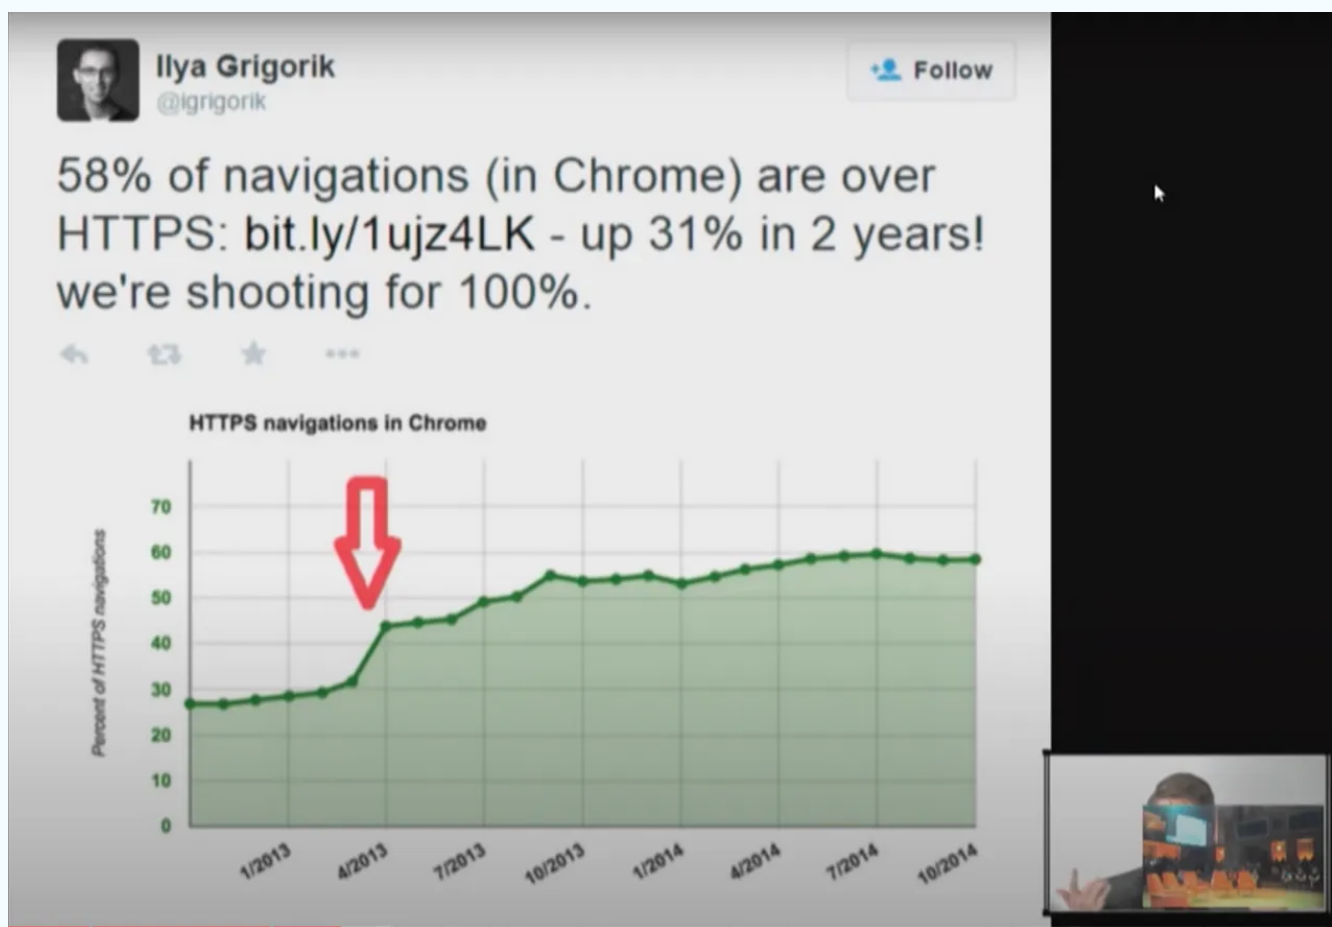 Ilya Grigorik
@igrigorik
Follow
58% of navigations (in Chrome) are over
HTTPS: bit.ly/1ujz4LK - up 31% in 2 years!
we're shooting for 100%.
HTTPS navigations in Chrome
Percent of HTTPS navigations
70
60
50
40
30
20
10
0
1/2013
4/2013
7/2013
10/2013
1/2014
4/2014
7/2014
10/2014